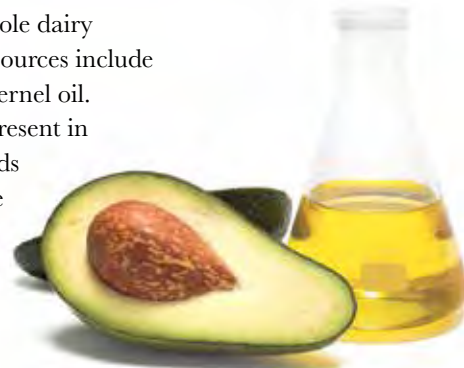 ole dairy
ources include
ernel oil.
resent in
ds
e